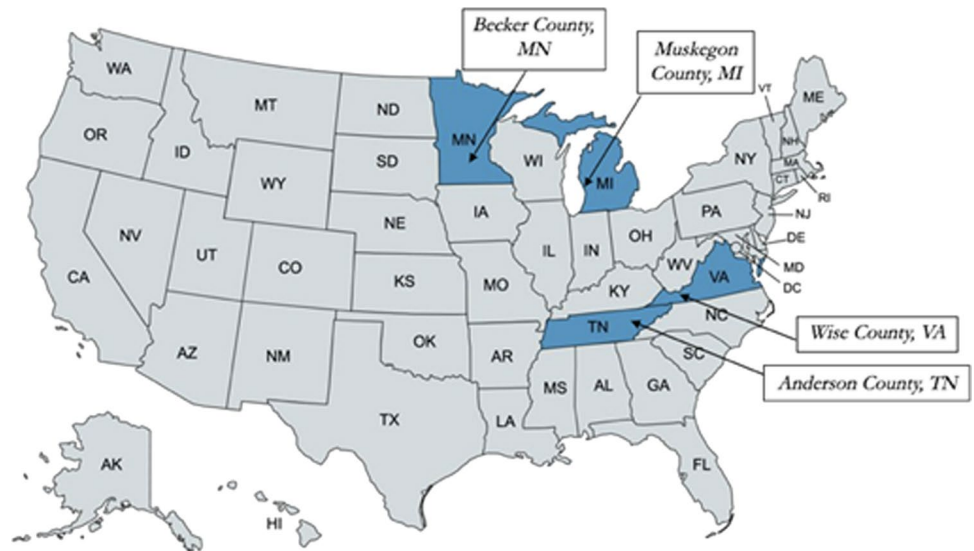 Becker County,
MN
Muskegon
County, MI
WA
MT
ND
MN
VT
ME
OR
ID
SD
WI
MI
NY
NH
MA
CT
RI
WY
IA
PA
NJ
NE
NV
UT
CO
IL
IN
OH
DE
CA
KS
MO
WV
VA
MD
DC
KY
NC
Wise County, VA
TN
AZ
NM
OK
AR
SC
Anderson County, TN
MS
AL
GA
TX
LA
FL
AK
HI